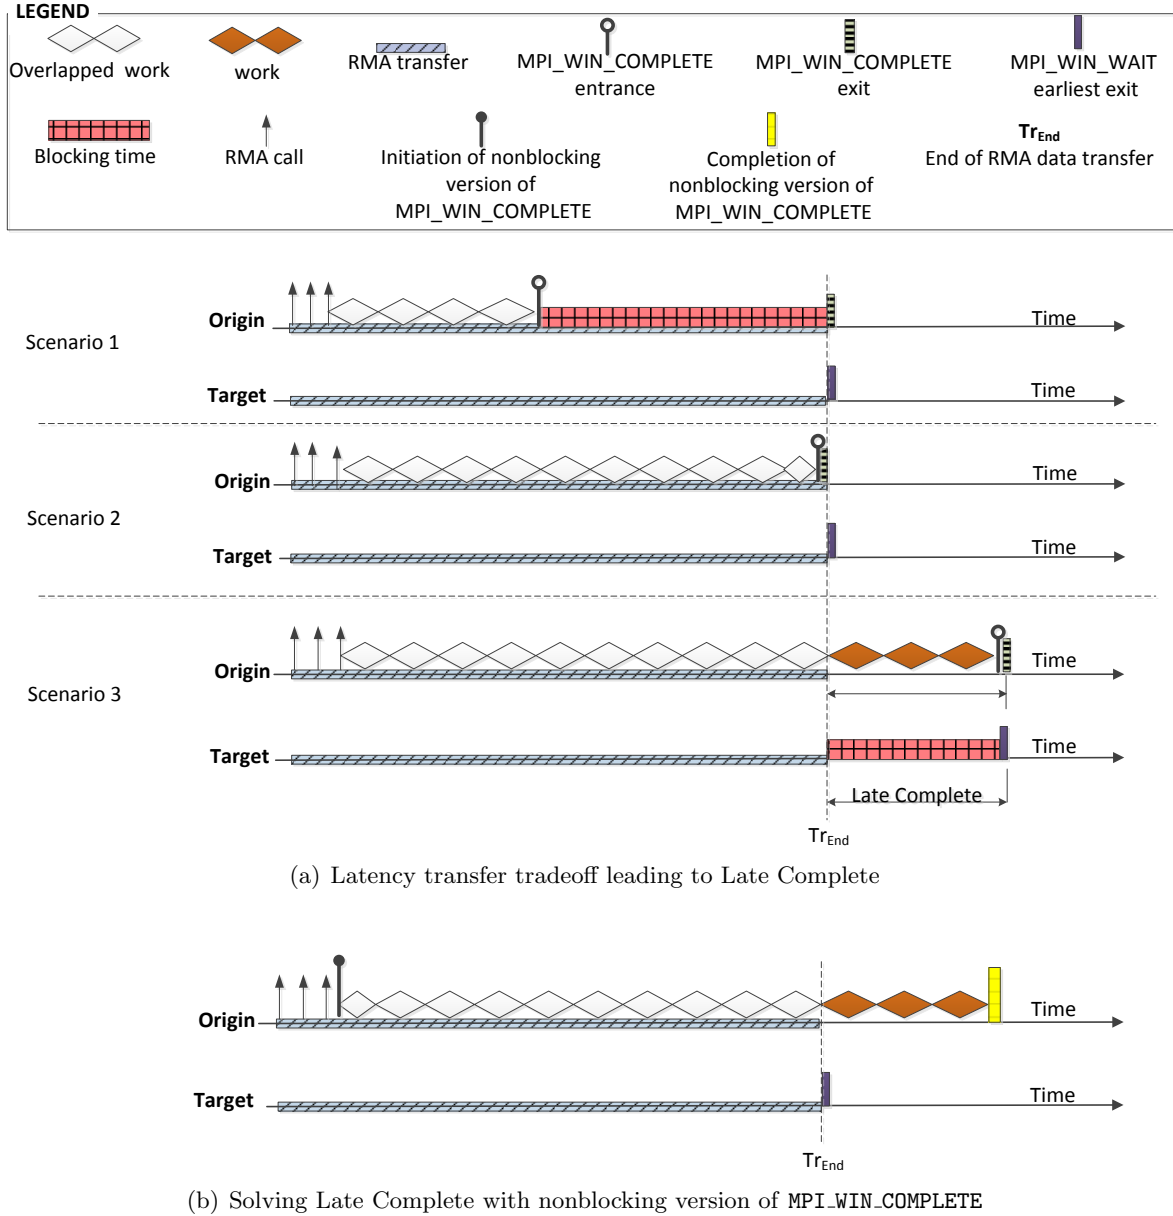 LEGEND
Overlapped work
work
RMA transfer
MPI_WIN_COMPLETE
entrance
MPI_WIN_COMPLETE
exit
MPI_WIN_WAIT
earliest exit
Blocking time
RMA call
Initiation of nonblocking
version of
MPI_WIN_COMPLETE
Completion of
nonblocking version of
MPI_WIN_COMPLETE
TrEnd
End of RMA data transfer
Scenario 1
Origin
Time
Target
Time
Scenario 2
Origin
Time
Target
Time
Scenario 3
Origin
Time
Target
Time
Late Complete
TrEnd
(a) Latency transfer tradeoff leading to Late Complete
Origin
Time
Target
Time
TrEnd
(b) Solving Late Complete with nonblocking version of MPI_WIN_COMPLETE